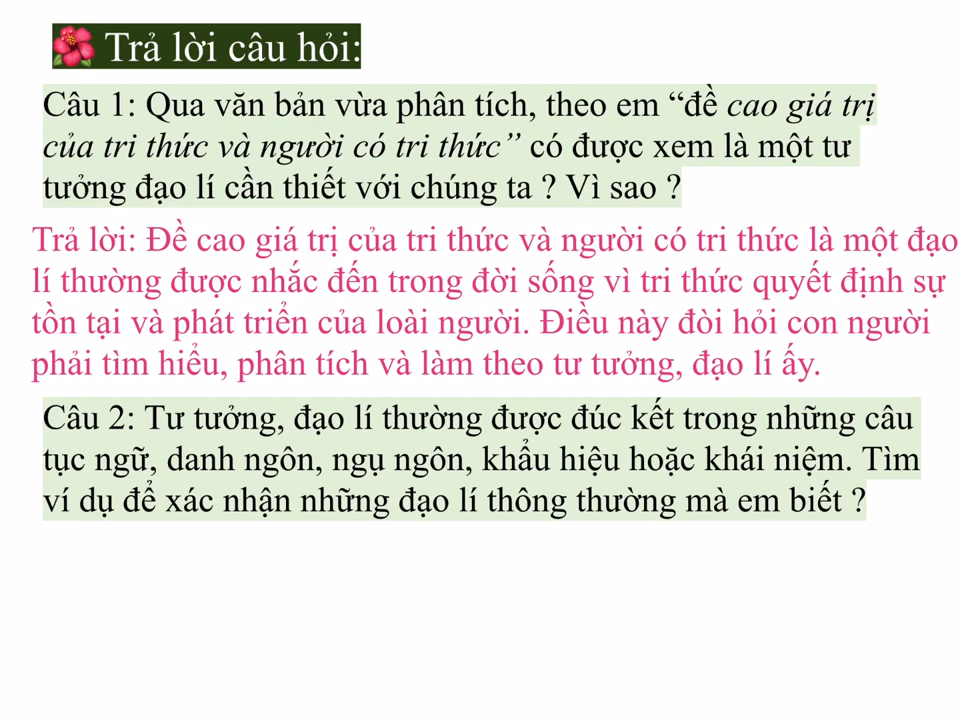 Trả lời câu hỏi:
Câu 1: Qua văn bản vừa phân tích, theo em “đề cao giá trị
của tri thức và người có tri thức” có được xem là một tư
tưởng đạo lí cần thiết với chúng ta ? Vì sao ?
Trả lời: Đề cao giá trị của tri thức và người có tri thức là một đạo
lí thường được nhắc đến trong đời sống vì tri thức quyết định sự
tồn tại và phát triển của loài người. Điều này đòi hỏi con người
phải tìm hiểu, phân tích và làm theo tư tưởng, đạo lí ấy.
Câu 2: Tư tưởng, đạo lí thường được đúc kết trong những câu
tục ngữ, danh ngôn, ngụ ngôn, khẩu hiệu hoặc khái niệm. Tìm
ví dụ để xác nhận những đạo lí thông thường mà em biết ?